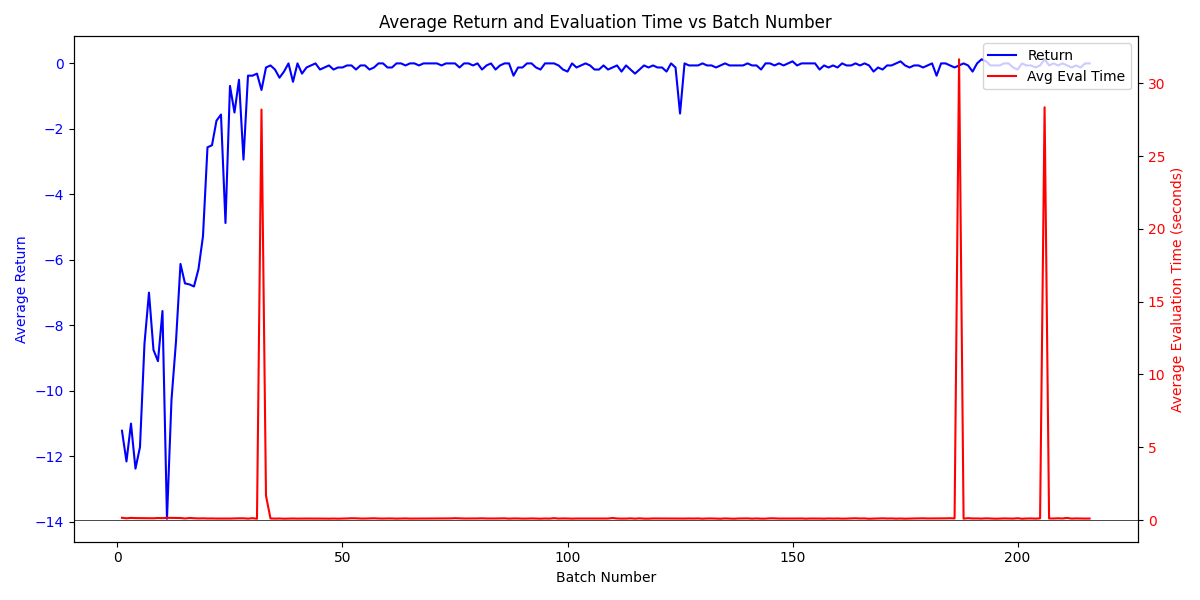 Average Return and Evaluation Time vs Batch Number
Return
Avg Eval Time
Average Return
0
−2
−4
−6
−8
−10
−12
−14
30
25
20
15
10
5
0
Average Evaluation Time (seconds)
0 50 100 150 200
Batch Number